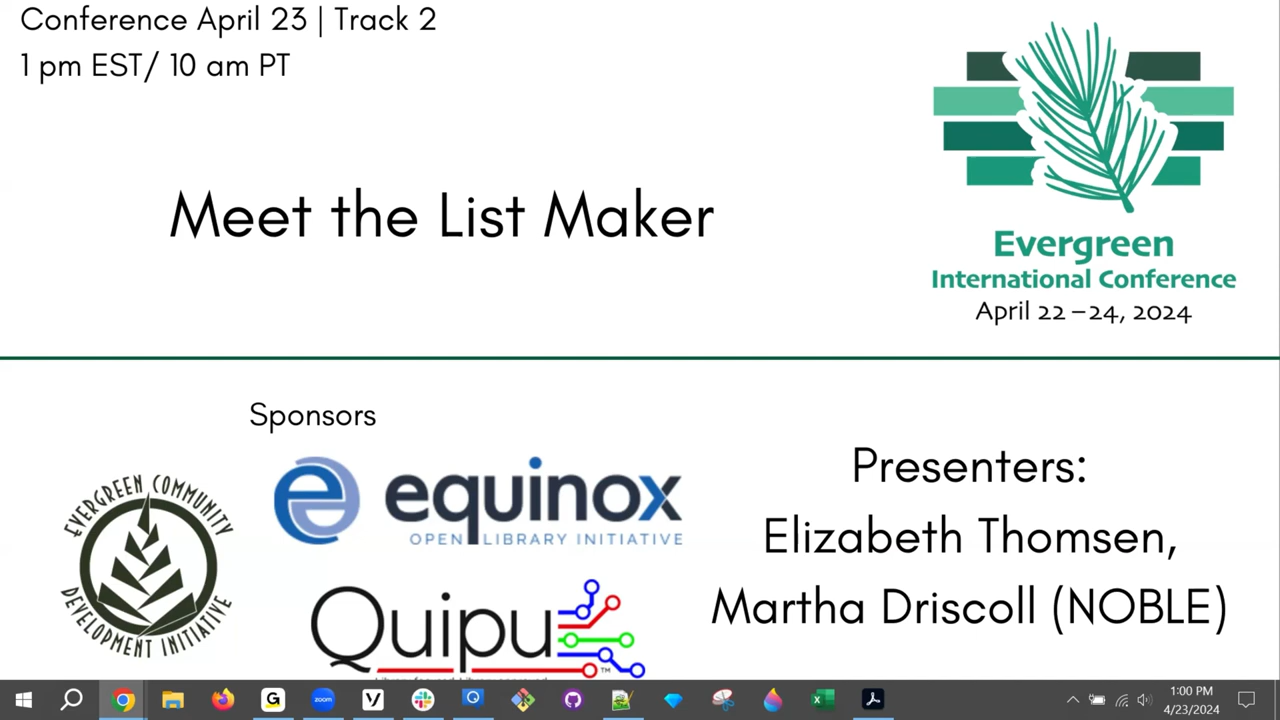 Conference April 23 | Track 2
1 pm EST/ 10 am PT
Meet the List Maker
Evergreen
International Conference
April 22 – 24, 2024
Sponsors
EVERGREEN COMMUNITY
DEVELOPMENT INITIATIVE
equinox
OPEN LIBRARY INITIATIVE
Quipu
TM
Presenters:
Elizabeth Thomsen,
Martha Driscoll (NOBLE)
zoom
1:00 PM
4/23/2024